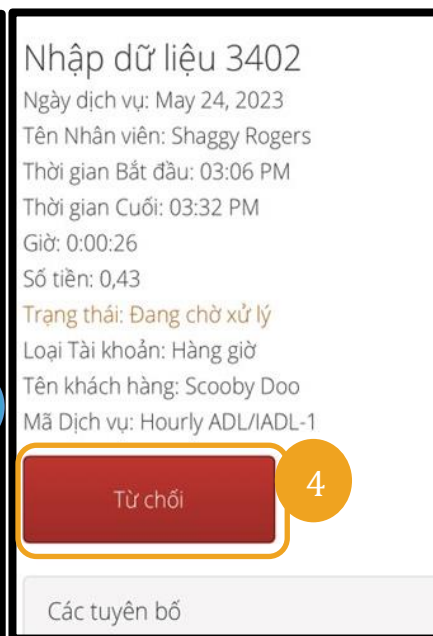 Nhập dữ liệu 3402
Ngày dịch vụ: May 24, 2023
Tên Nhân viên: Shaggy Rogers
Thời gian Bắt đầu: 03:06 PM
Thời gian Cuối: 03:32 PM
Giờ: 0:00:26
Số tiền: 0,43
Trạng thái: Đang chờ xử lý
Loại Tài khoản: Hàng giờ
Tên khách hàng: Scooby Doo
Mã Dịch vụ: Hourly ADL/IADL-1
Từ chối
4
Các tuyên bố